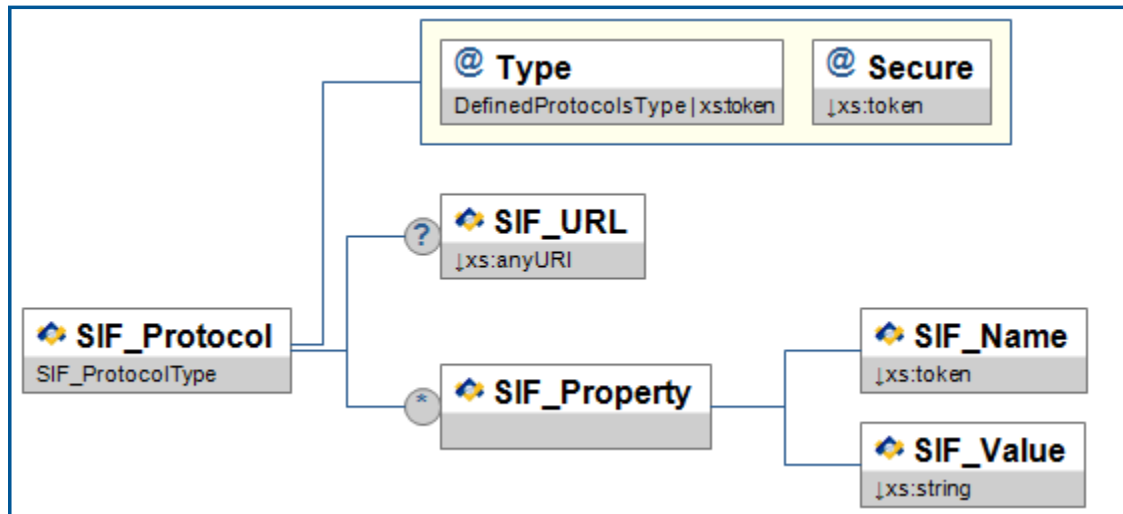 @ Type
DefinedProtocolsType|xs:token
@ Secure
↓xs:token
? SIF_URL
↓xs:anyURI
SIF_Protocol
SIF_ProtocolType
* SIF_Property
SIF_Name
↓xs:token
SIF_Value
↓xs:string